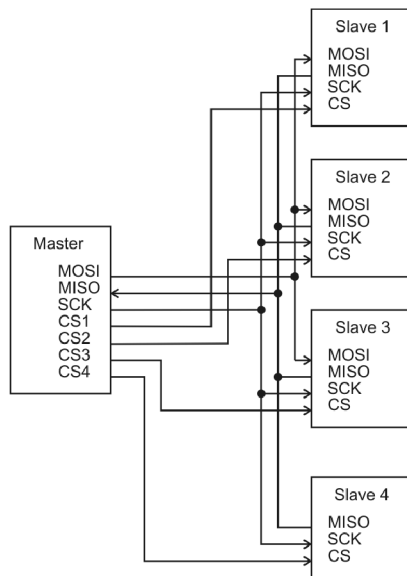 Slave 1
MOSI
MISO
SCK
CS
Slave 2
MOSI
MISO
SCK
CS
Master
MOSI
MISO
SCK
CS1
CS2
CS3
CS4
Slave 3
MOSI
MISO
SCK
CS
Slave 4
MISO
SCK
CS